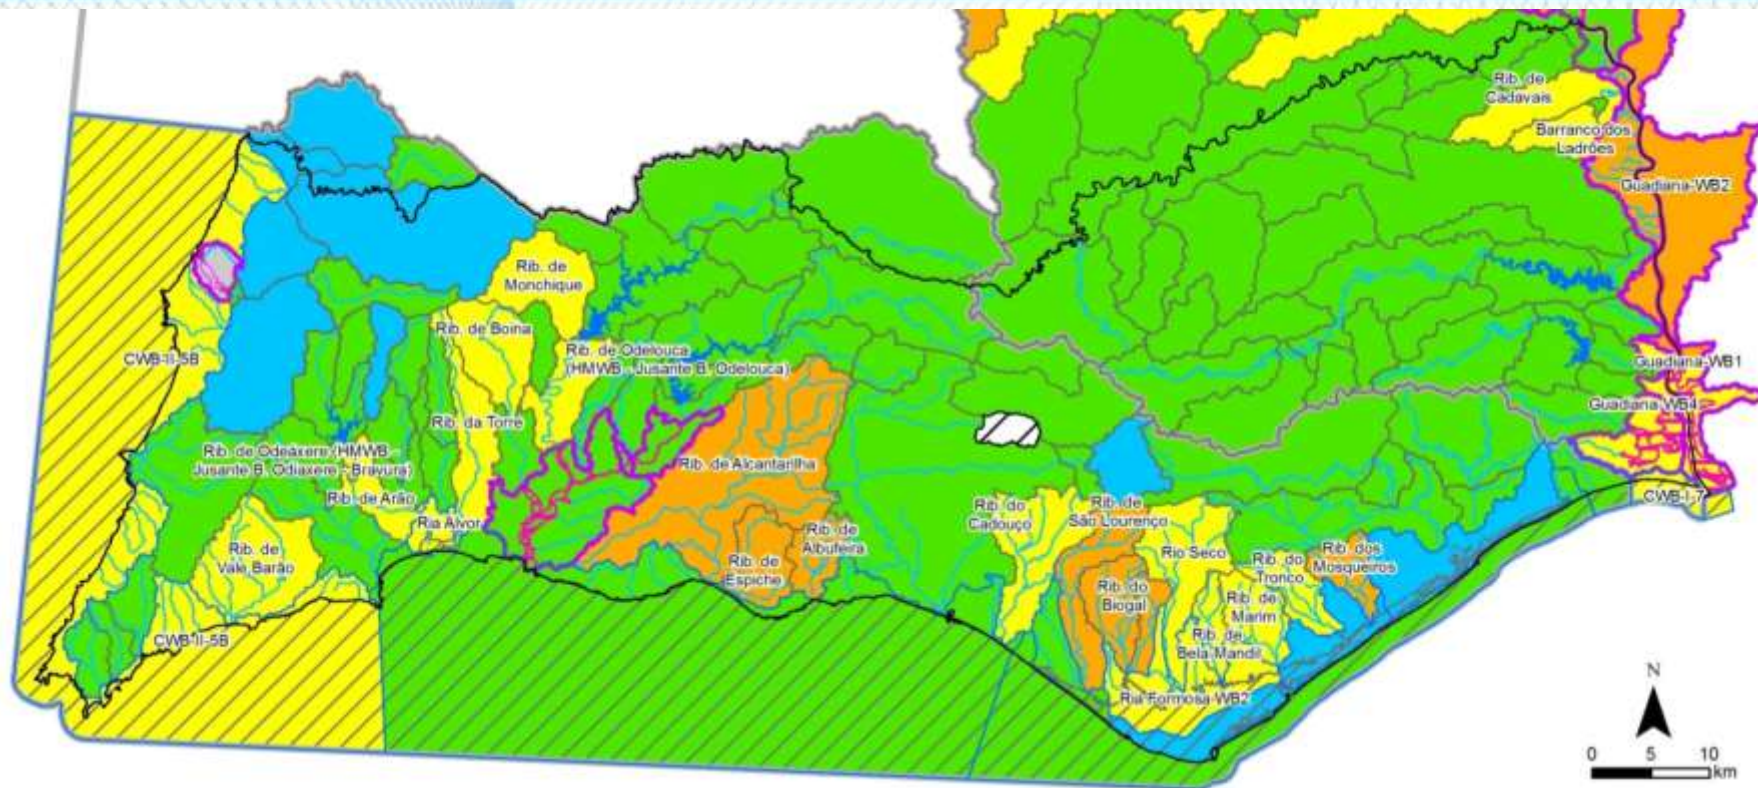 Rib. de
Cadavais
Barranco dos
Ladrões
Guadiana-WB2
Rib. de
Monchique
Rib. de Boina
CWB-II-5B
Rib. de Odelouca
(HMWB - Jusante B. Odelouca)
Guadiana-WB1
Guadiana-WB4
Rib. da Torre
Rib. de Odeáxere (HMWB -
Jusante B. Odiáxere - Bravura)
Rib. de Alcantarilha
Rib. de Arão
Ria Alvor
CWB-I-7
Rib. do
Cadouço
Rib. de
São Lourenço
Rib. de
Albufeira
Rib. de
Vale Barão
Rib. de
Espiche
Rio Seco
Rib. do
Tronco
Rib. dos
Mosqueiros
Rib. do
Biogal
Rib. de
Marim
Rib. de
Bela Mandil
CWB-II-5B
Ria Formosa-WB2
N
0 5 10
km